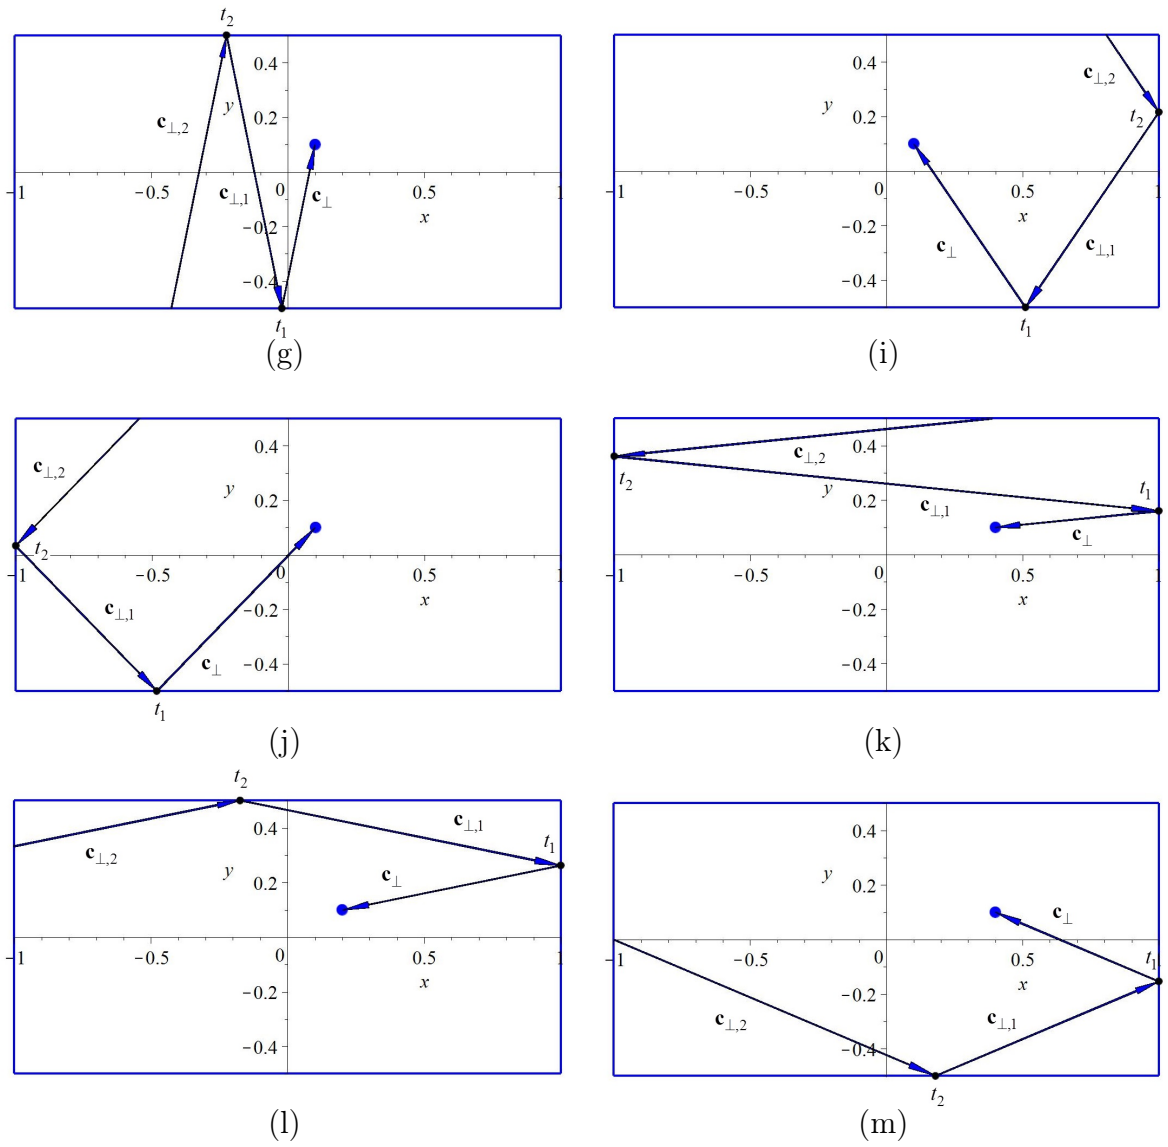 t₂
0.4
0.2
y
c⊥,2
−1
−0.5
c⊥,1
0
c⊥
0.5
1
x
−0.2
−0.4
t₁
(g)
0.4
c⊥,2
0.2
y
t₂
−1
−0.5
0
0.5
1
x
c⊥
c⊥,1
−0.2
−0.4
t₁
(i)
0.4
c⊥,2
y
0.2
t₂
−1
−0.5
0
0.5
1
x
c⊥,1
−0.2
c⊥
−0.4
t₁
(j)
0.4
c⊥,2
t₂
y
0.2
c⊥,1
t₁
c⊥
−1
−0.5
0
0.5
1
x
−0.2
−0.4
(k)
t₂
0.4
c⊥,1
c⊥,2
t₁
y
0.2
c⊥
−1
−0.5
0
0.5
1
x
−0.2
−0.4
(l)
0.4
y
0.2
c⊥
−1
−0.5
0
0.5
1
t₁
x
−0.2
c⊥,2
c⊥,1
−0.4
t₂
(m)